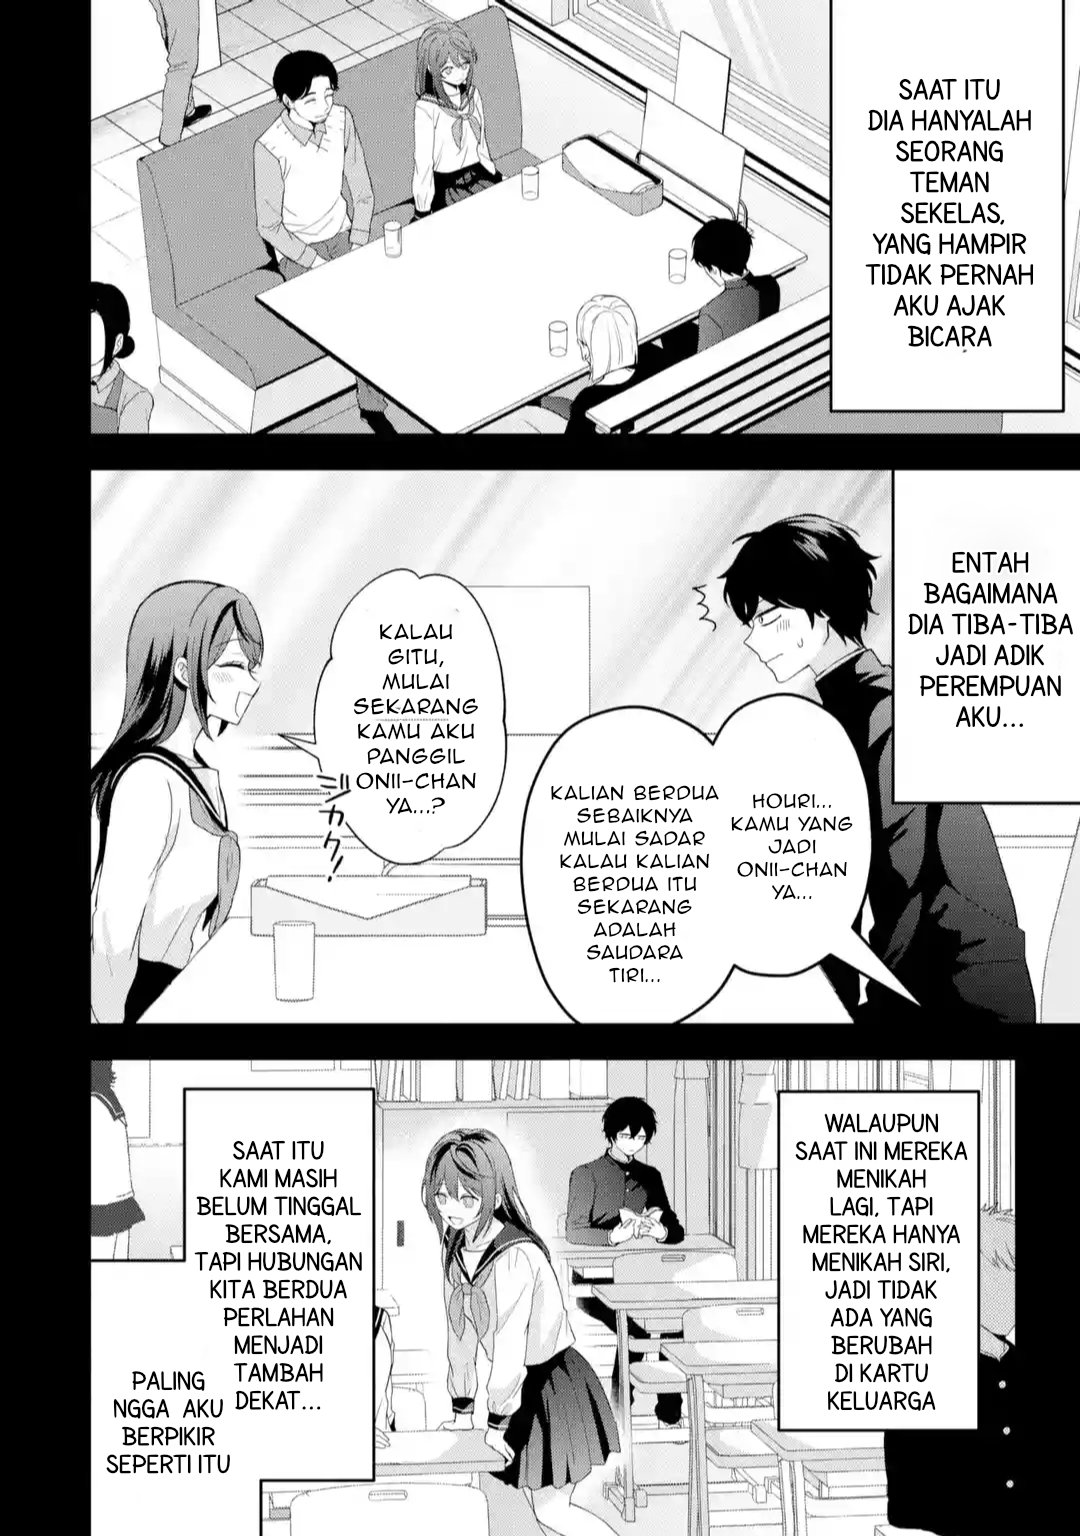 SAAT ITU
DIA HANYALAH
SEORANG
TEMAN
SEKELAS,
YANG HAMPIR
TIDAK PERNAH
AKU AJAK
BICARA
ENTAH
BAGAIMANA
DIA TIBA-TIBA
JADI ADIK
PEREMPUAN
AKU...
HOURI...
KAMU YANG
JADI
ONII-CHAN
YA...
KALIAN BERDUA
SEBAIKNYA
MULAI SADAR
KALAU KALIAN
BERDUA ITU
SEKARANG
ADALAH
SAUDARA
TIRI...
KALAU
GITU,
MULAI
SEKARANG
KAMU AKU
PANGGIL
ONII-CHAN
YA...?
ニカッ!
WALAUPUN
SAAT INI MEREKA
MENIKAH
LAGI, TAPI
MEREKA HANYA
MENIKAH SIRI,
JADI TIDAK
ADA YANG
BERUBAH
DI KARTU
KELUARGA
SAAT ITU
KAMI MASIH
BELUM TINGGAL
BERSAMA,
TAPI HUBUNGAN
KITA BERDUA
PERLAHAN
MENJADI
TAMBAH
DEKAT...
PALING
NGGA AKU
BERPIKIR
SEPERTI ITU